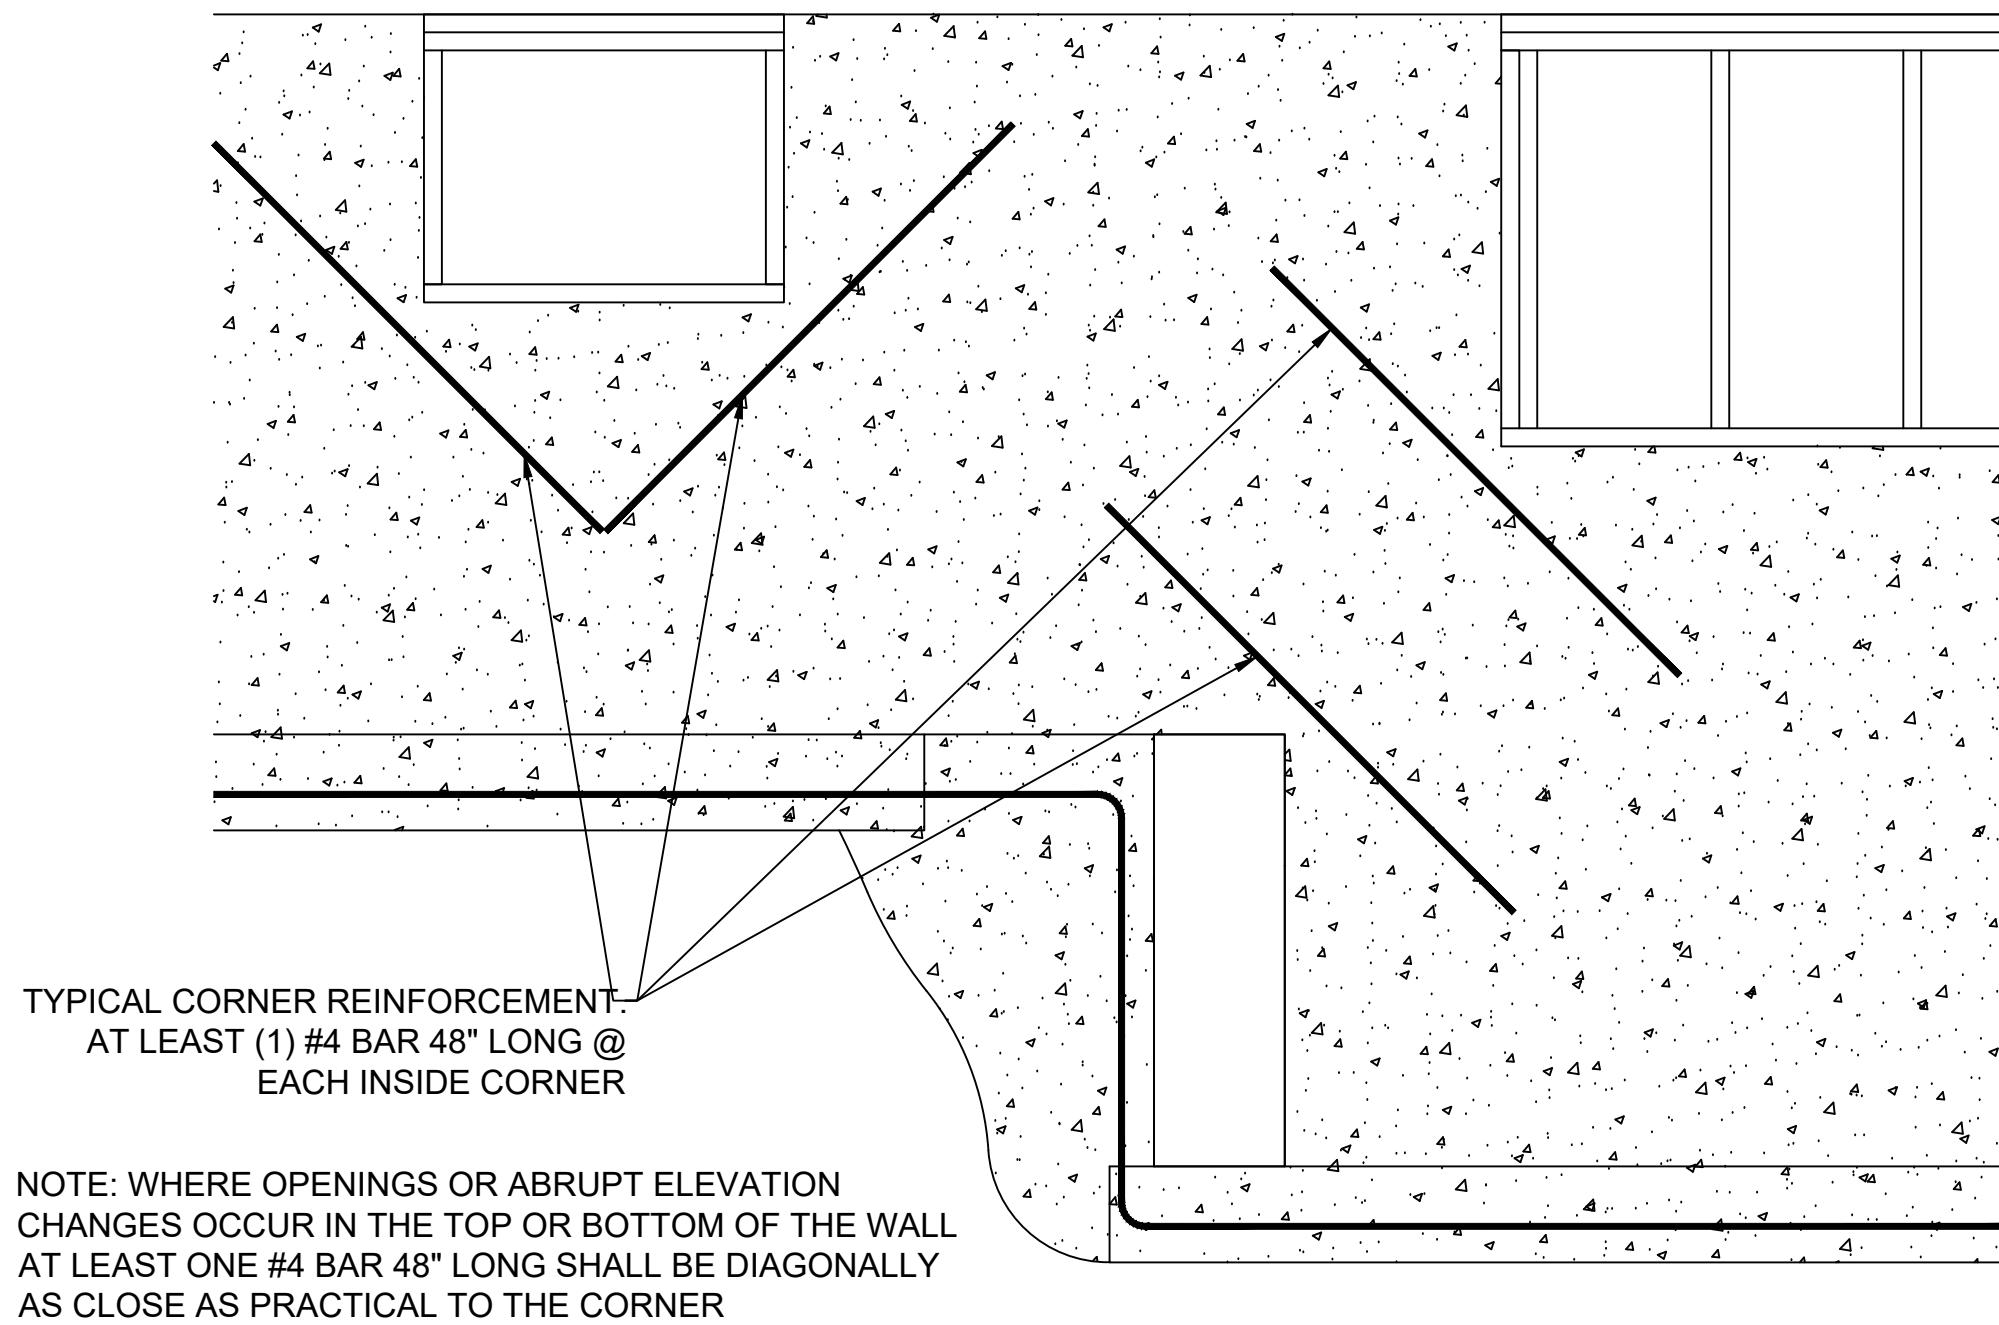 TYPICAL CORNER REINFORCEMENT.
AT LEAST (1) #4 BAR 48" LONG @
EACH INSIDE CORNER
NOTE: WHERE OPENINGS OR ABRUPT ELEVATION
CHANGES OCCUR IN THE TOP OR BOTTOM OF THE WALL
AT LEAST ONE #4 BAR 48" LONG SHALL BE DIAGONALLY
AS CLOSE AS PRACTICAL TO THE CORNER